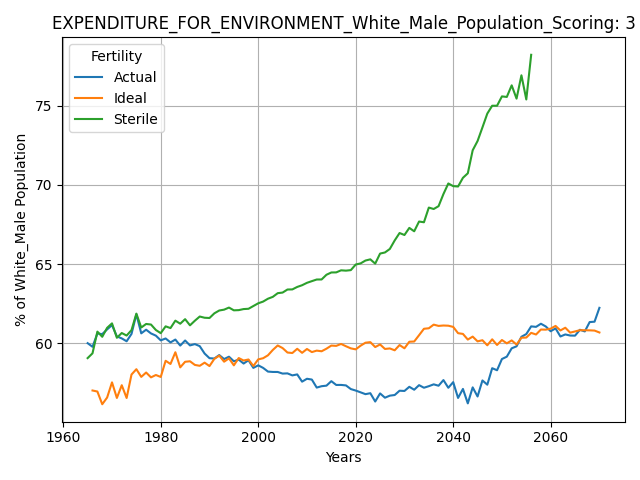 EXPENDITURE_FOR_ENVIRONMENT_White_Male_Population_Scoring: 3
Fertility
Actual
Ideal
Sterile
% of White_Male Population
75
70
65
60
1960 1980 2000 2020 2040 2060
Years